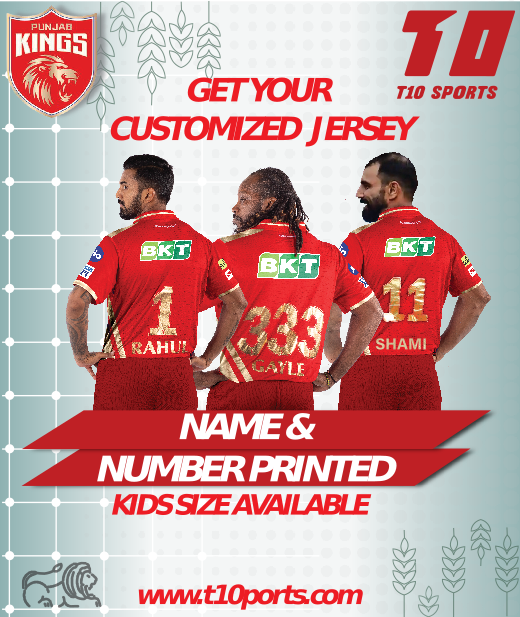 PUNJAB
KINGS
T10
T10 SPORTS
GET YOUR
CUSTOMIZED JERSEY
BKT
1
RAHUL
BKT
333
GAYLE
BKT
11
SHAMI
NAME &
NUMBER PRINTED
KIDS SIZE AVAILABLE
www.t10ports.com